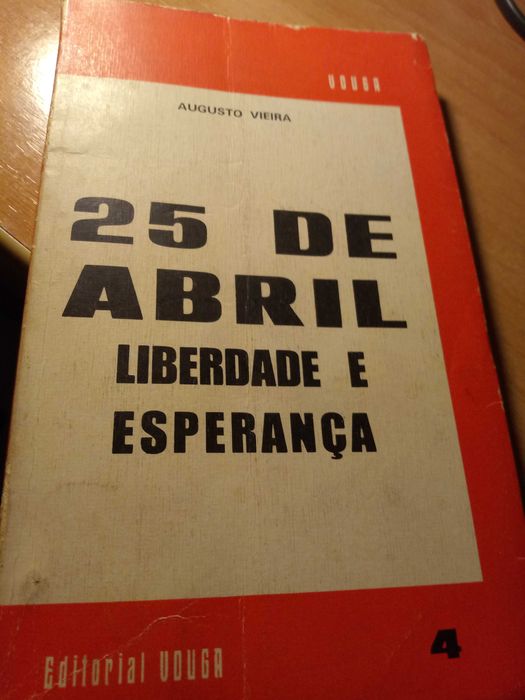 VOUGA
AUGUSTO VIEIRA
25 DE
ABRIL
LIBERDADE E
ESPERANÇA
Editorial VOUGA
4